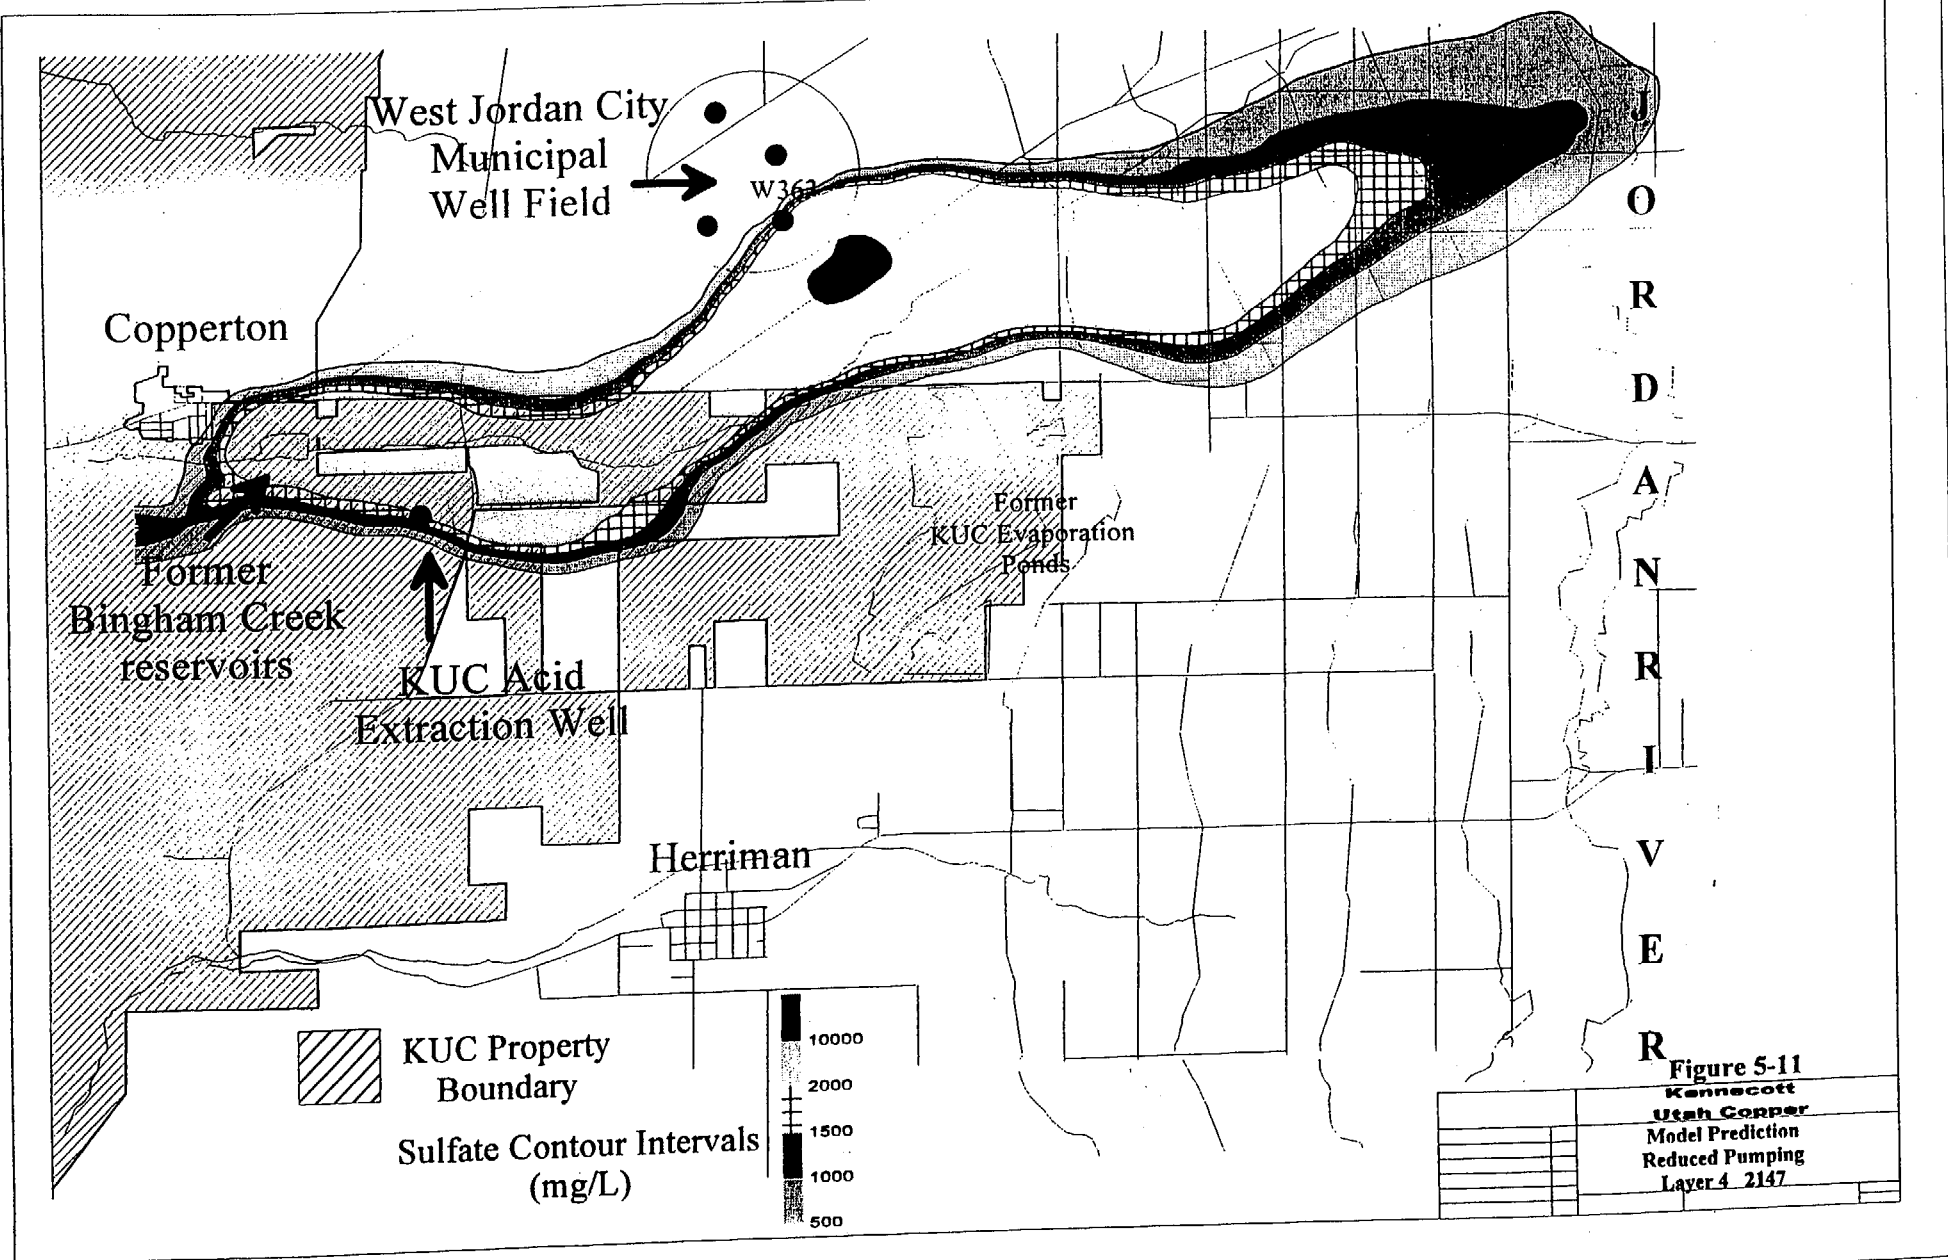 West Jordan City
Municipal
Well Field
W363
Copperton
J
O
R
D
A
N
R
I
V
E
R
Former
KUC Evaporation
Ponds
Former
Bingham Creek
reservoirs
KUC Acid
Extraction Well
Herriman
KUC Property
Boundary
Sulfate Contour Intervals
(mg/L)
10000
2000
1500
1000
500
Figure 5-11
Kennecott
Utah Copper
Model Prediction
Reduced Pumping
Layer 4 2147